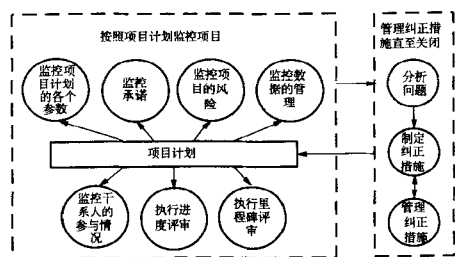 按照项目计划监控项目
监控项
目计划
的各个
参数
监控
承诺
监控项
目的风
险
监控数
据的管
理
项目计划
监控干
系人的
参与情
况
执行进
度评审
执行里
程碑评
审
管理纠正措
施直至关闭
分析
问题
制定
纠正
措施
管理
纠正
措施